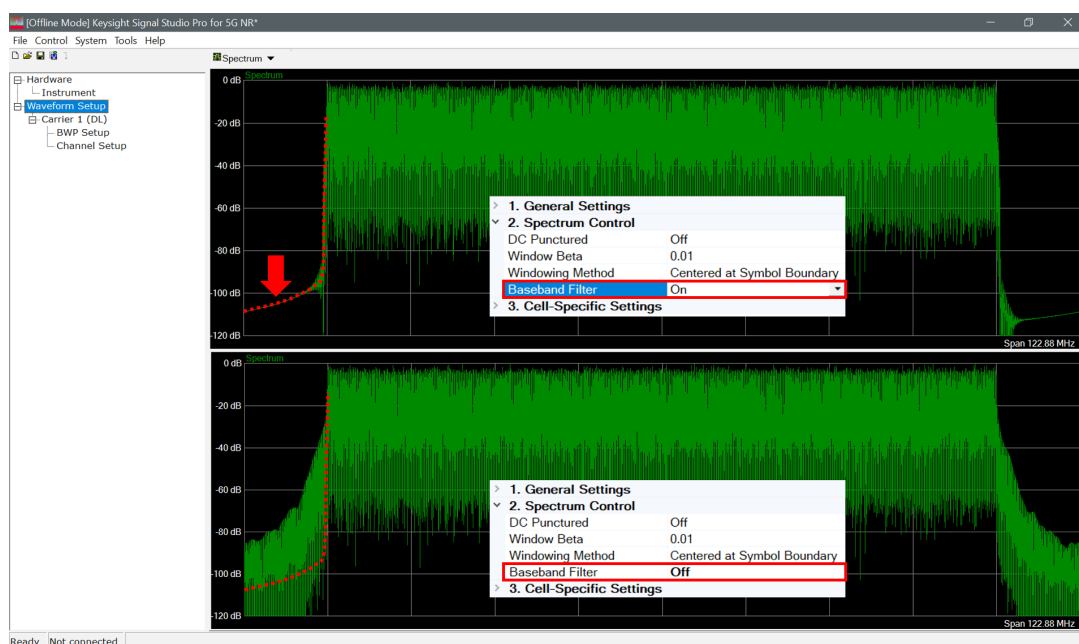 [Offline Mode] Keysight Signal Studio Pro for 5G NR*
File Control System Tools Help
Spectrum
Hardware
Instrument
Waveform Setup
Carrier 1 (DL)
BWP Setup
Channel Setup
Spectrum
0 dB
-20 dB
-40 dB
-60 dB
-80 dB
-100 dB
-120 dB
1. General Settings
2. Spectrum Control
DC Punctured Off
Window Beta 0.01
Windowing Method Centered at Symbol Boundary
Baseband Filter On
3. Cell-Specific Settings
Span 122.88 MHz
Spectrum
0 dB
-20 dB
-40 dB
-60 dB
-80 dB
-100 dB
-120 dB
1. General Settings
2. Spectrum Control
DC Punctured Off
Window Beta 0.01
Windowing Method Centered at Symbol Boundary
Baseband Filter Off
3. Cell-Specific Settings
Span 122.88 MHz
Ready Not connected